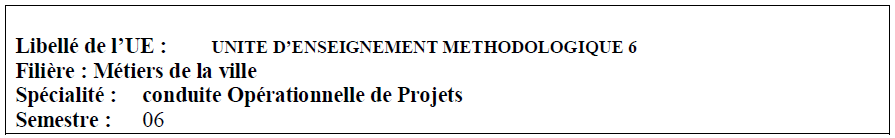 Libellé de l’UE : UNITE D’ENSEIGNEMENT METHODOLOGIQUE 6
Filière : Métiers de la ville
Spécialité : conduite Opérationnelle de Projets
Semestre : 06